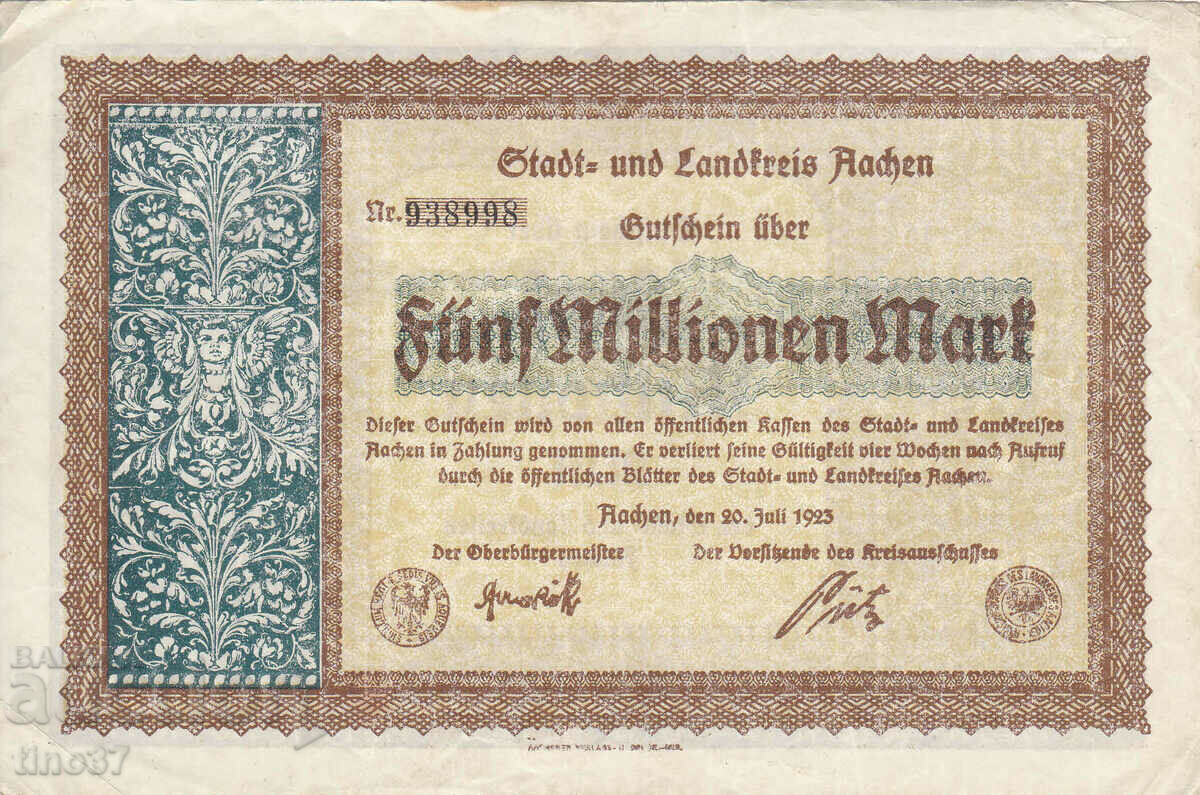 Stadt- und Landkreis Aachen
Nr. 938998
Gutschein über
Fünf Millionen Mark
Dieser Gutschein wird von allen öffentlichen Kassen des Stadt- und Landkreises
Aachen in Zahlung genommen. Er verliert seine Gültigkeit vier Wochen nach Aufruf
durch die öffentlichen Blätter des Stadt- und Landkreises Aachen.
Aachen, den 20. Juli 1923
Der Oberbürgermeister
Der Vorsitzende des Kreisausschusses
Pütz
tino37